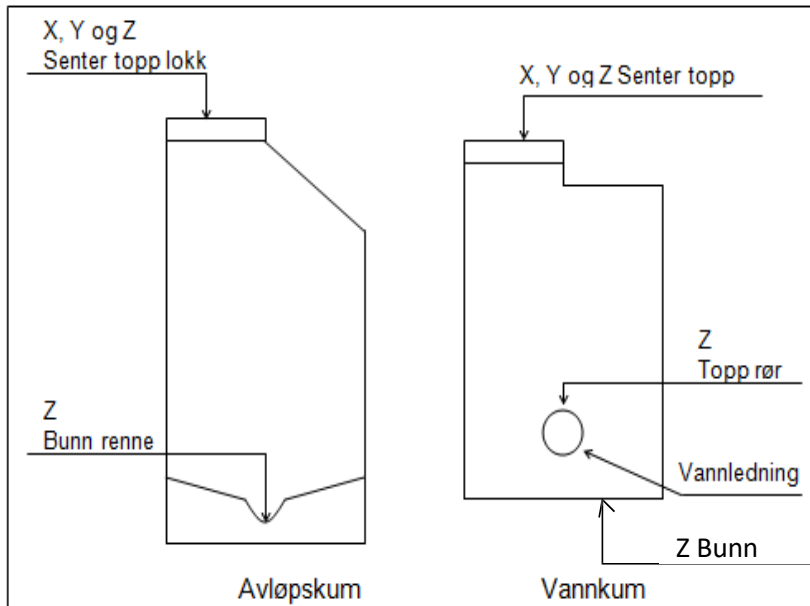 X, Y og Z
Senter topp lokk
X, Y og Z Senter topp
Z
Topp rør
Z
Bunn renne
Vannledning
Z Bunn
Avløpskum
Vannkum